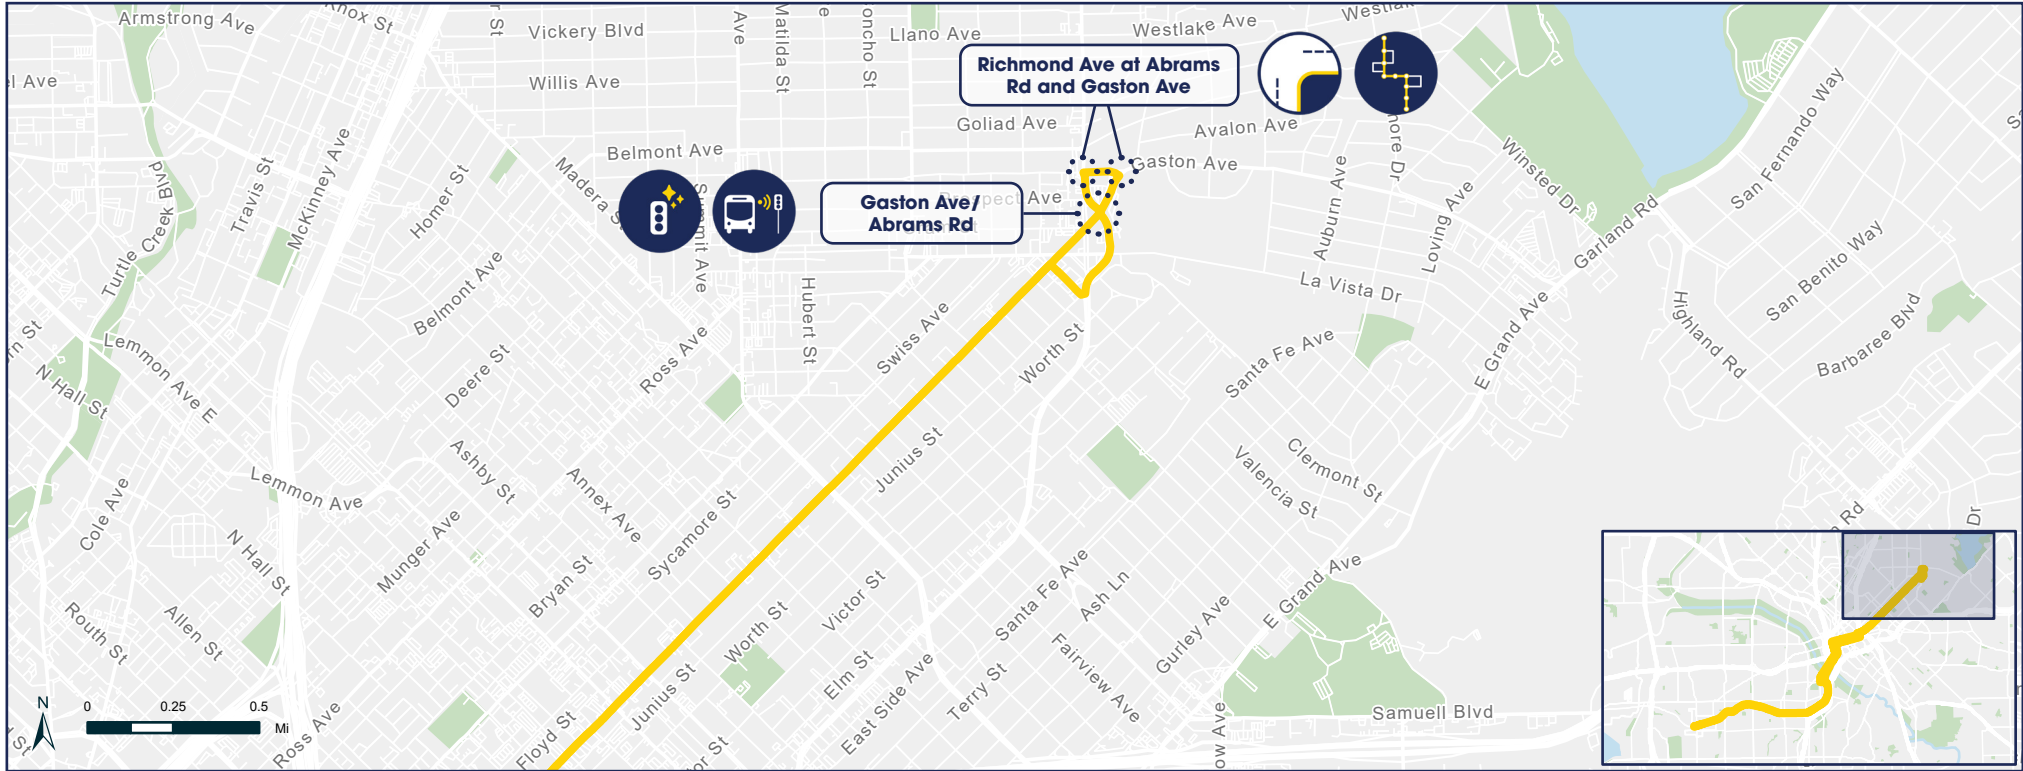 Armstrong Ave
Knox St
Vickery Blvd
Llano Ave
Westlake Ave
Willis Ave
Matilda St
Ave
Richmond Ave at Abrams
Rd and Gaston Ave
Goliad Ave
Avalon Ave
Belmont Ave
Gaston Ave
Turtle Creek Blvd
Travis St
McKinney Ave
Homer St
Madera S
Summit Ave
Gaston Ave/
Abrams Rd
Auburn Ave
Loving Ave
Winsted Dr
San Fernando Way
Garland Rd
San Benito Way
Belmont Ave
Hubert St
La Vista Dr
Highland Rd
Barbaree Blvd
Lemmon Ave E
N Hall St
Deere St
Ross Ave
Swiss Ave
Worth St
Santa Fe Ave
E Grand Ave
Ashby St
Annex Ave
Junius St
Clermont St
Valencia St
Lemmon Ave
Cole Ave
N Hall St
Munger Ave
Sycamore St
Bryan St
Victor St
Santa Fe Ave
Ash Ln
E Grand Ave
Rd
Dr
Routh St
Allen St
Worth St
Elm St
East Side Ave
Terry St
Fairview Ave
Gurley Ave
Junius St
Floyd St
Ross Ave
Samuell Blvd
N
0 0.25 0.5
Mi